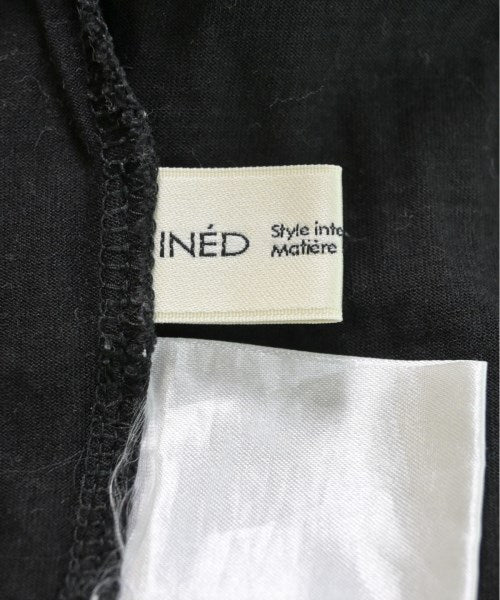 INÉD
Style inte
Matière